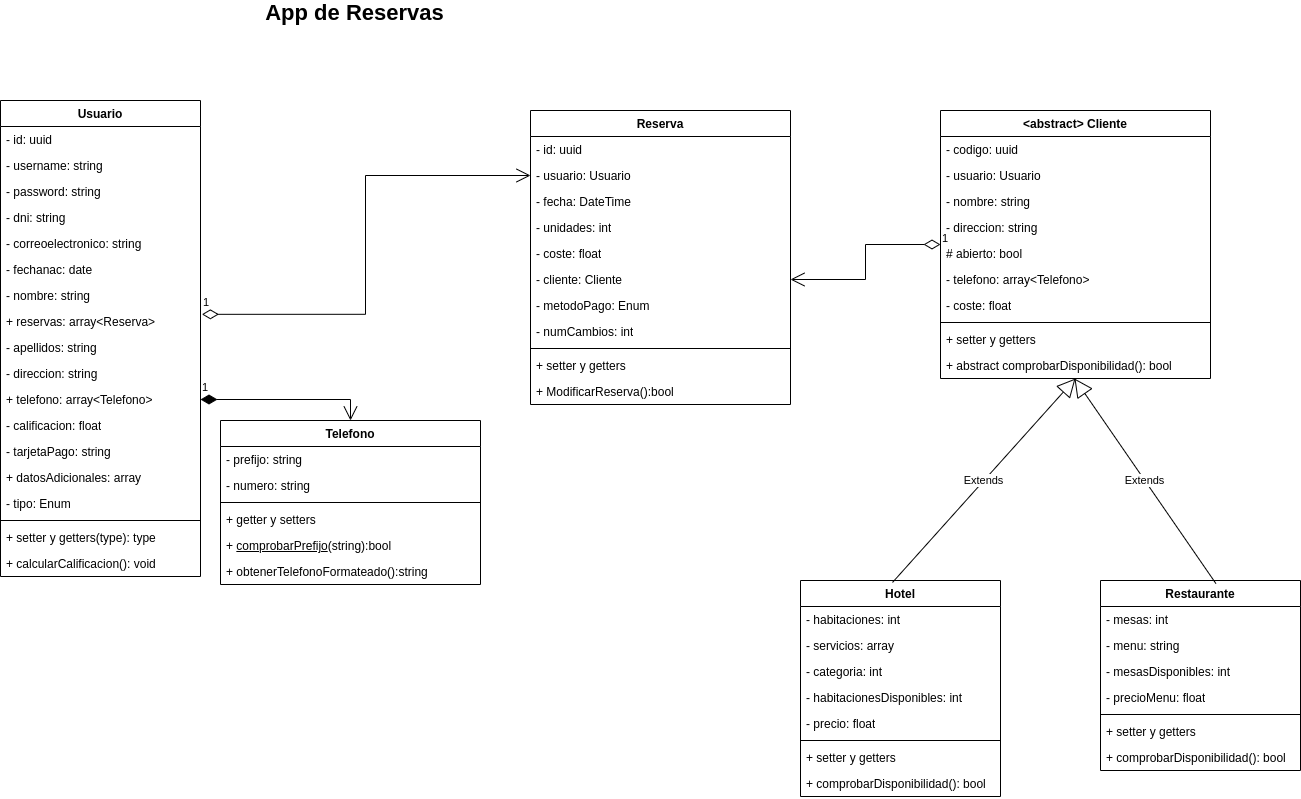 App de Reservas
Usuario
- id: uuid
- username: string
- password: string
- dni: string
- correoelectronico: string
- fechanac: date
- nombre: string
+ reservas: array<Reserva>
- apellidos: string
- direccion: string
+ telefono: array<Telefono>
- calificacion: float
- tarjetaPago: string
+ datosAdicionales: array
- tipo: Enum
+ setter y getters(type): type
+ calcularCalificacion(): void
1
1
Telefono
- prefijo: string
- numero: string
+ getter y setters
+ comprobarPrefijo(string):bool
+ obtenerTelefonoFormateado():string
Reserva
- id: uuid
- usuario: Usuario
- fecha: DateTime
- unidades: int
- coste: float
- cliente: Cliente
- metodoPago: Enum
- numCambios: int
+ setter y getters
+ ModificarReserva():bool
<abstract> Cliente
- codigo: uuid
- usuario: Usuario
- nombre: string
- direccion: string
1
# abierto: bool
- telefono: array<Telefono>
- coste: float
+ setter y getters
+ abstract comprobarDisponibilidad(): bool
Extends
Extends
Hotel
- habitaciones: int
- servicios: array
- categoria: int
- habitacionesDisponibles: int
- precio: float
+ setter y getters
+ comprobarDisponibilidad(): bool
Restaurante
- mesas: int
- menu: string
- mesasDisponibles: int
- precioMenu: float
+ setter y getters
+ comprobarDisponibilidad(): bool